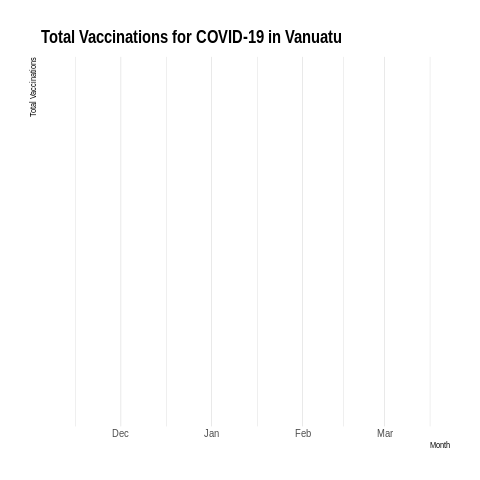 Total Vaccinations for COVID-19 in Vanuatu
Total Vaccinations
Dec
Jan
Feb
Mar
Month